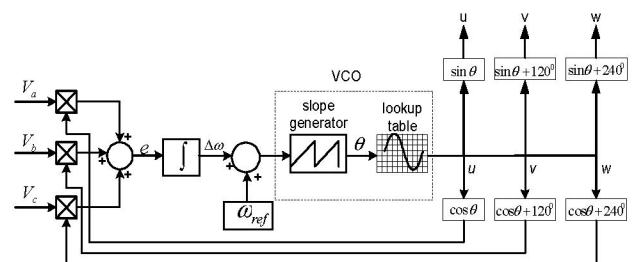 u v w
sinθ sinθ+120⁰ sinθ+240⁰
VCO
slope generator
lookup table
V_a
V_b
V_c
+ + +
e
∫
Δω
+ +
θ
u v w
ω_ref
cosθ cosθ+120⁰ cosθ+240⁰